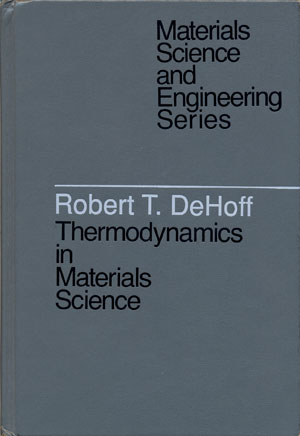 Materials
Science
and
Engineering
Series
Robert T. DeHoff
Thermodynamics
in
Materials
Science